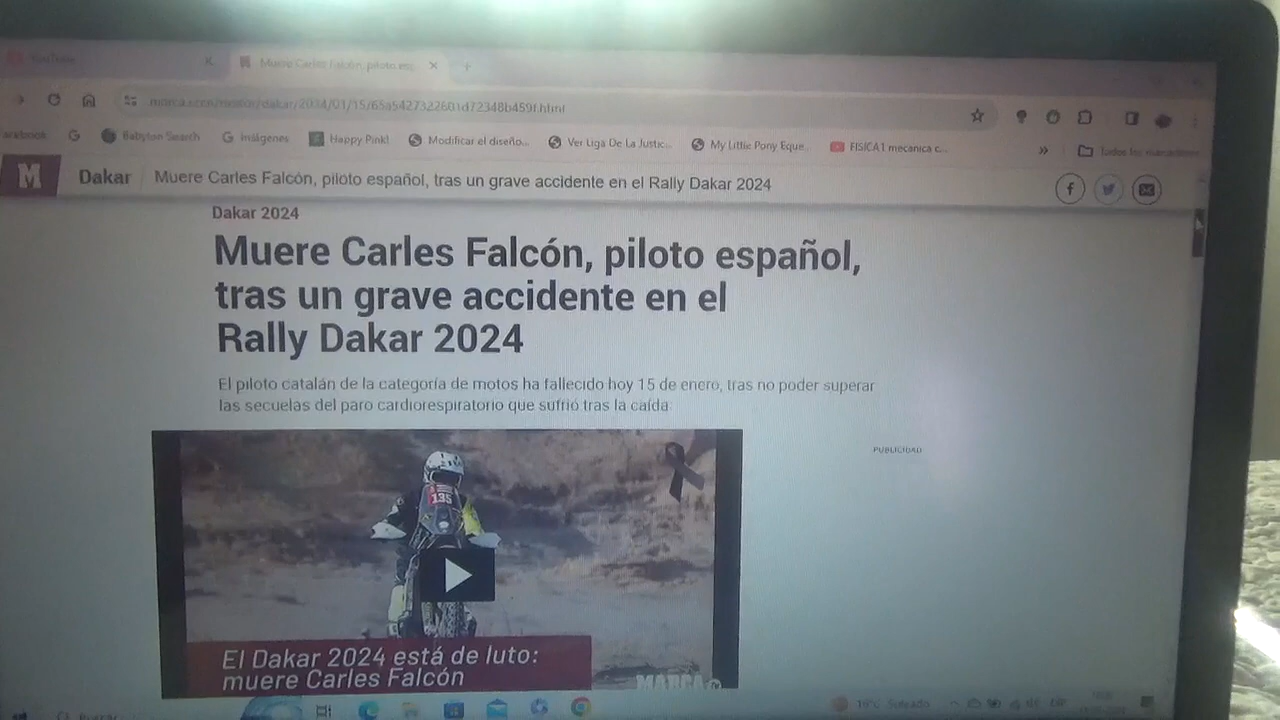 YouTube
Muere Carles Falcón, piloto esp
Babylon Search
Imágenes
Happy Pink!
Modificar el diseño...
Ver Liga De La Justic...
My Little Pony Eque...
FISICA1 mecanica c...
»
Todos los marcadores
M
Dakar
Muere Carles Falcón, piloto español, tras un grave accidente en el Rally Dakar 2024
Dakar 2024
Muere Carles Falcón, piloto español,
tras un grave accidente en el
Rally Dakar 2024
El piloto catalán de la categoría de motos ha fallecido hoy 15 de enero, tras no poder superar
las secuelas del paro cardiorespiratorio que sufrió tras la caída
PUBLICIDAD
135
El Dakar 2024 está de luto:
muere Carles Falcón
MARCA
Soleado